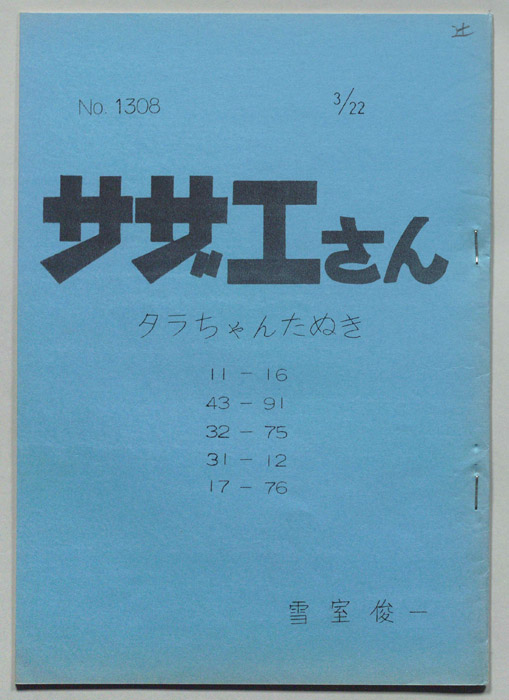 No. 1308 3/22
サザエさん
タラちゃんたぬき
11 - 16
43 - 91
32 - 75
31 - 12
17 - 76
雪室俊一